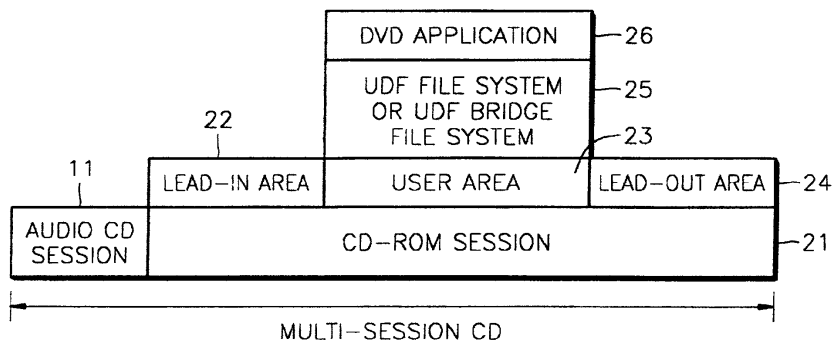 DVD APPLICATION
26
UDF FILE SYSTEM
OR UDF BRIDGE
FILE SYSTEM
25
22
23
11
LEAD-IN AREA
USER AREA
LEAD-OUT AREA
24
AUDIO CD
SESSION
CD-ROM SESSION
21
MULTI-SESSION CD